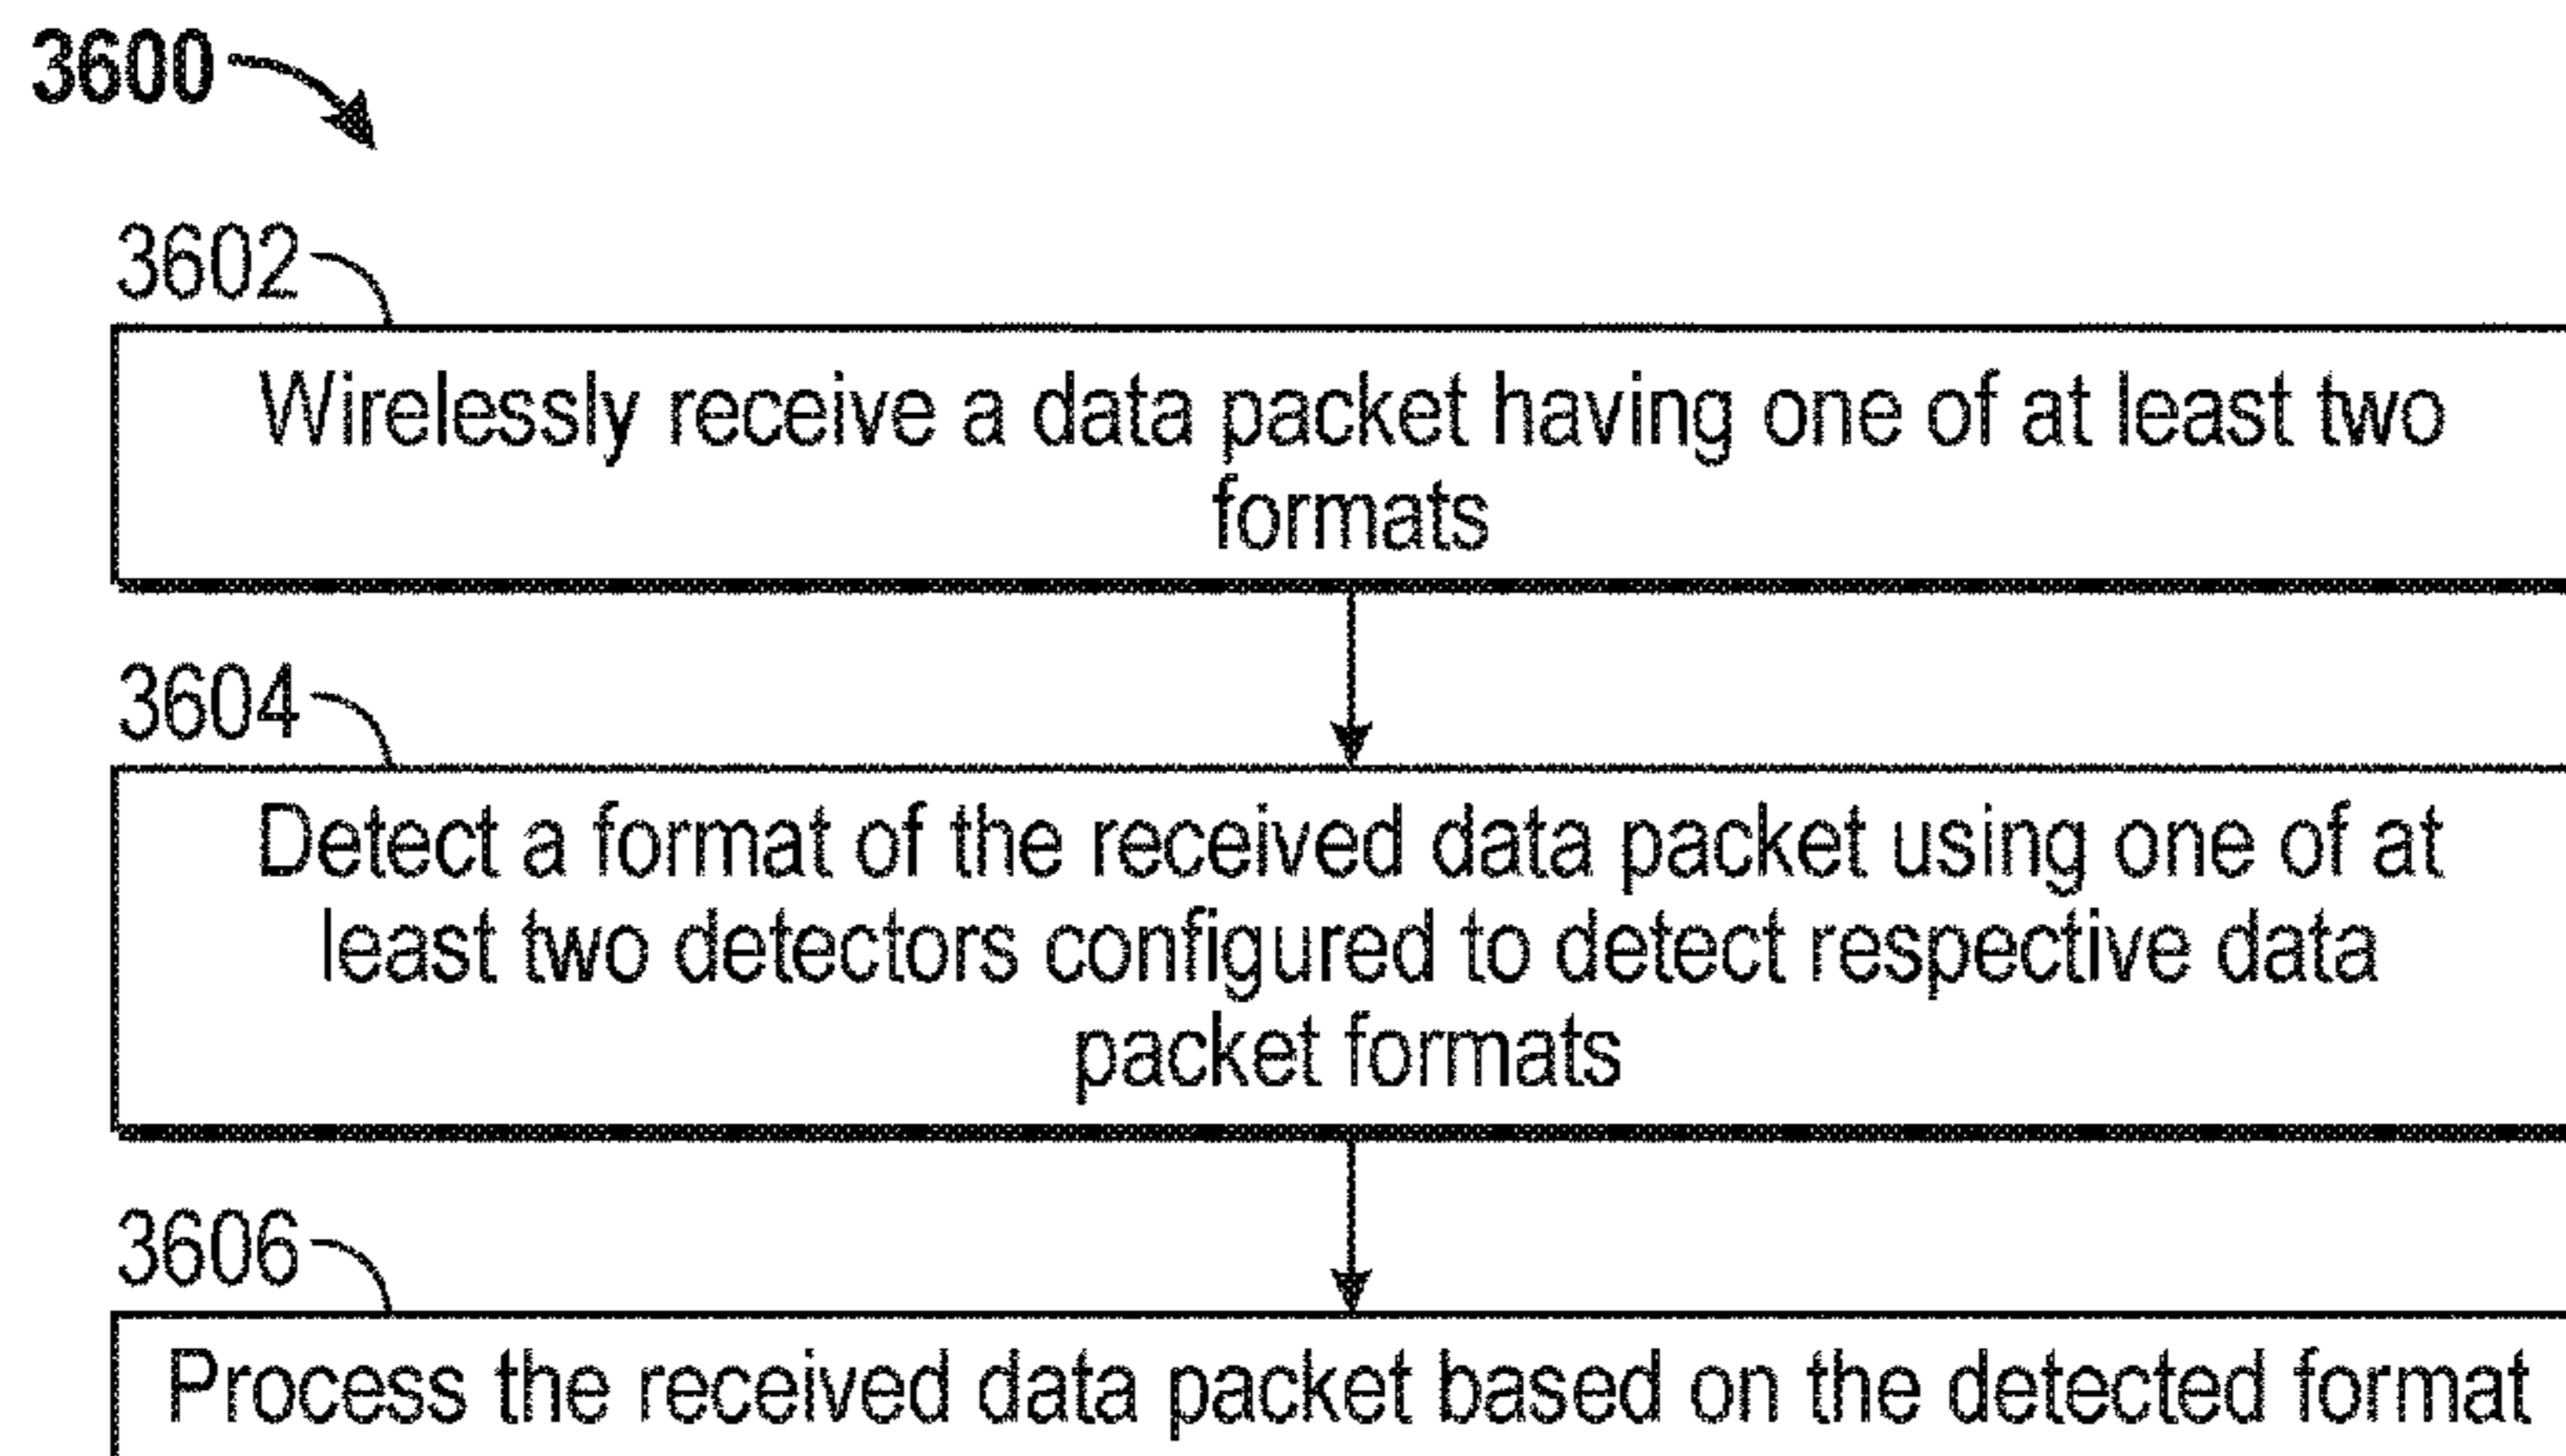 3600
3602
Wirelessly receive a data packet having one of at least two
formats
3604
Detect a format of the received data packet using one of at
least two detectors configured to detect respective data
packet formats
3606
Process the received data packet based on the detected format